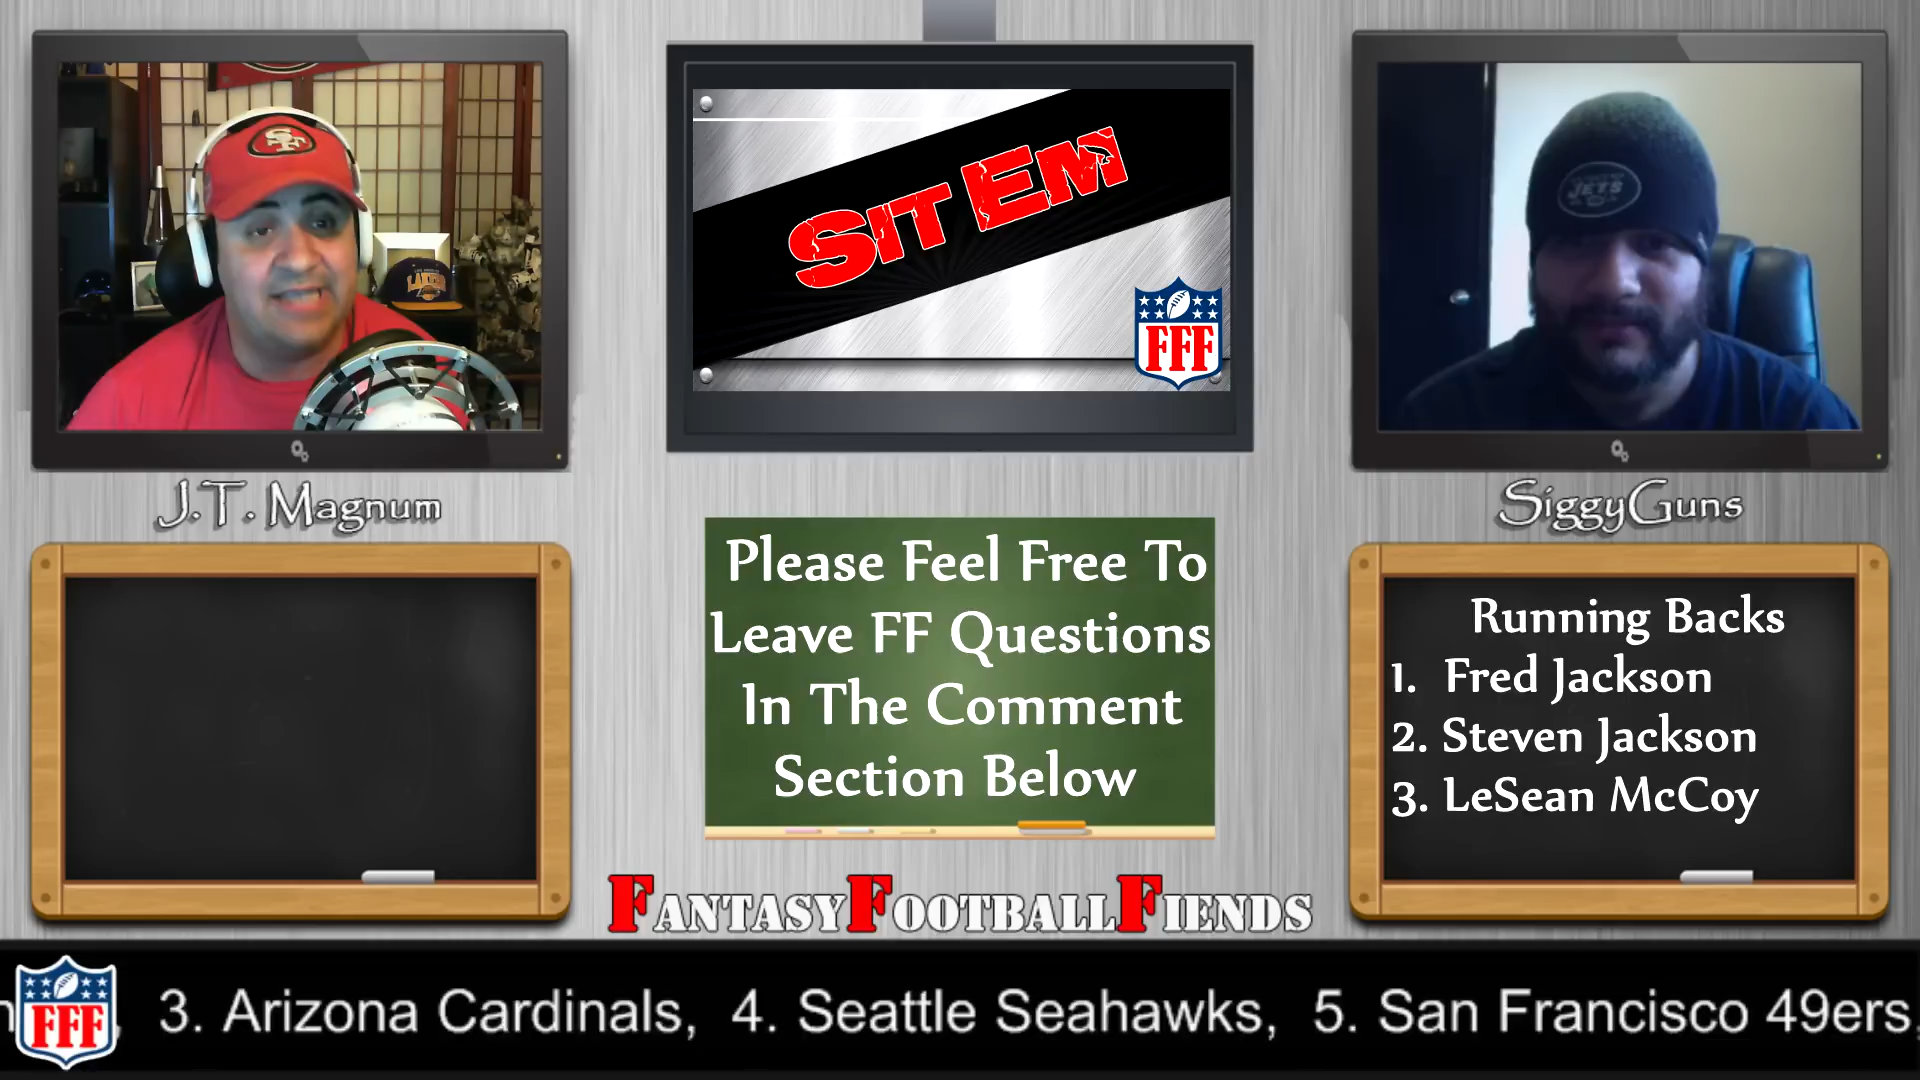 SIT EM
FFF
JETS
LAKERS
J.T. Magnum
SiggyGuns
Please Feel Free To
Leave FF Questions
In The Comment
Section Below
Running Backs
1. Fred Jackson
2. Steven Jackson
3. LeSean McCoy
FANTASYFOOTBALLFIENDS
FFF
3. Arizona Cardinals, 4. Seattle Seahawks, 5. San Francisco 49ers,